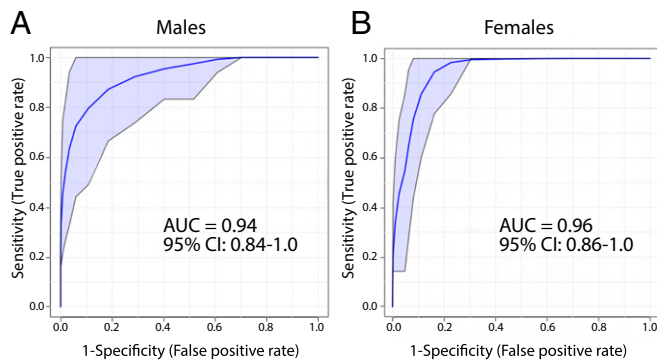 A
Males
Sensitivity (True positive rate)
1.0
0.8
0.6
0.4
0.2
0.0
AUC = 0.94
95% CI: 0.84-1.0
0.0 0.2 0.4 0.6 0.8 1.0
1-Specificity (False positive rate)
B
Females
Sensitivity (True positive rate)
1.0
0.8
0.6
0.4
0.2
0.0
AUC = 0.96
95% CI: 0.86-1.0
0.0 0.2 0.4 0.6 0.8 1.0
1-Specificity (False positive rate)